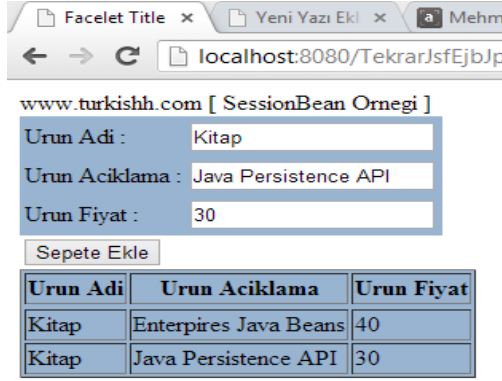 Facelet Title
Yeni Yazı Ekl
a Mehm
localhost:8080/TekrarJsfEjbJp
www.turkishh.com [ SessionBean Ornegi ]
Urun Adi : Kitap
Urun Aciklama : Java Persistence API
Urun Fiyat : 30
Sepete Ekle
Urun Adi Urun Aciklama Urun Fiyat
Kitap Enterpires Java Beans 40
Kitap Java Persistence API 30